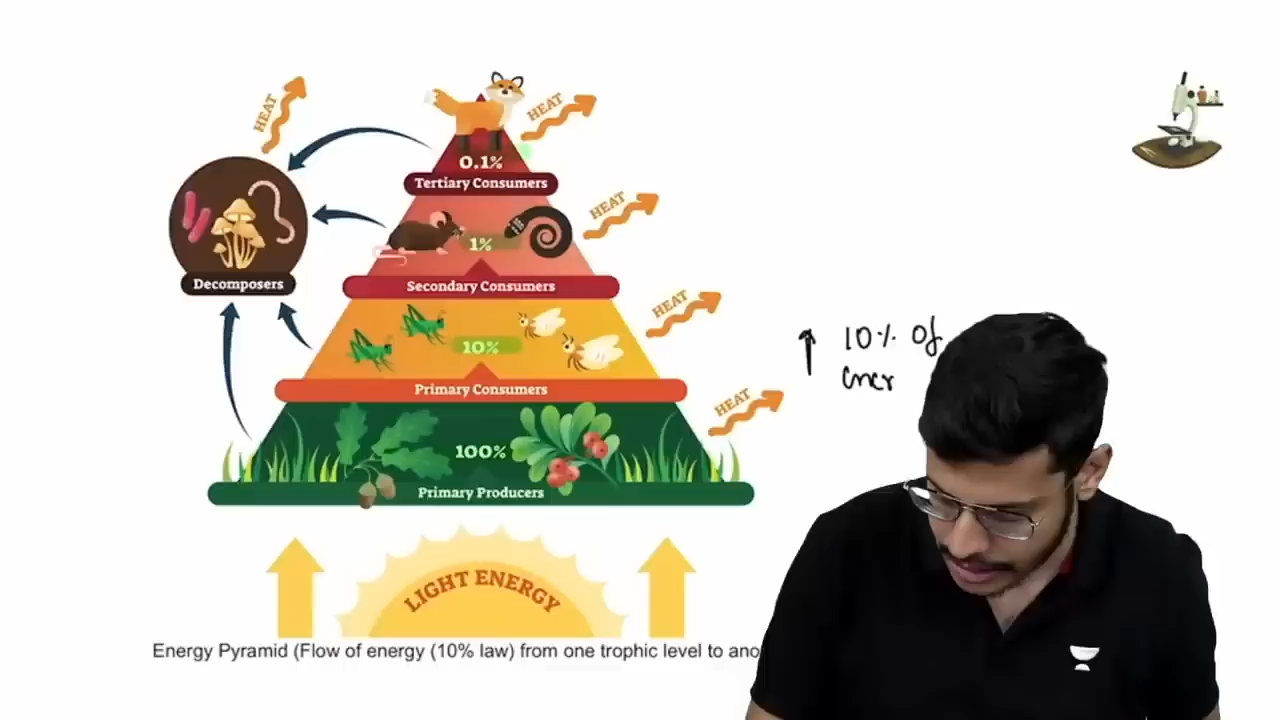 HEAT
HEAT
0.1%
Tertiary Consumers
HEAT
1%
Decomposers
Secondary Consumers
HEAT
10%
Primary Consumers
HEAT
100%
Primary Producers
↑ 10% Of
Ener
LIGHT ENERGY
Energy Pyramid (Flow of energy (10% law) from one trophic level to ano